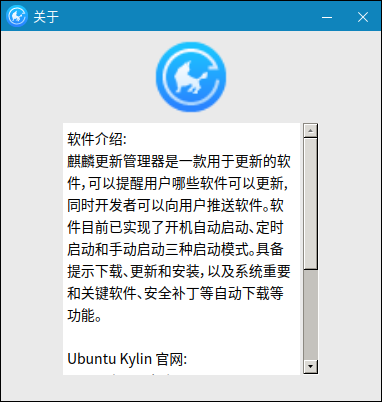 关于
软件介绍:
麒麟更新管理器是一款用于更新的软
件，可以提醒用户哪些软件可以更新，
同时开发者可以向用户推送软件。软
件目前已实现了开机自动启动、定时
启动和手动启动三种启动模式。具备
提示下载、更新和安装，以及系统重要
和关键软件、安全补丁等自动下载等
功能。
Ubuntu Kylin 官网: